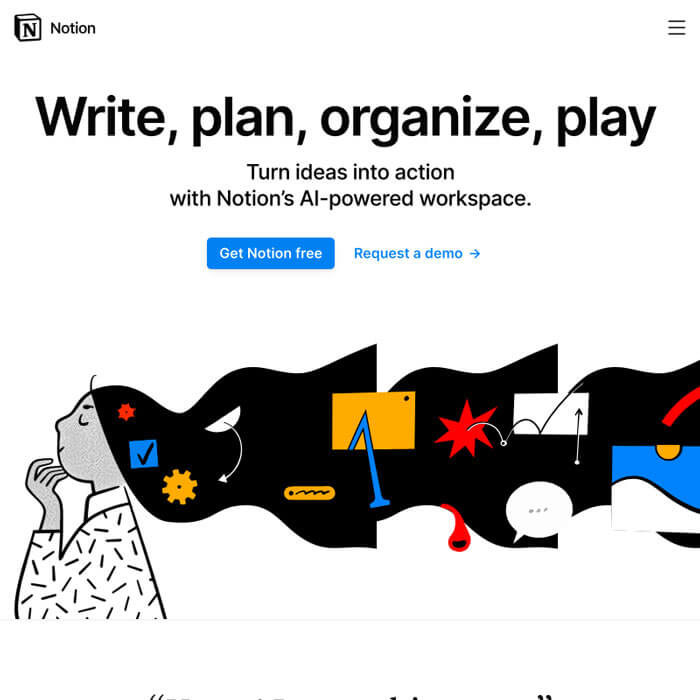 Notion
Write, plan, organize, play
Turn ideas into action
with Notion’s AI-powered workspace.
Get Notion free
Request a demo →